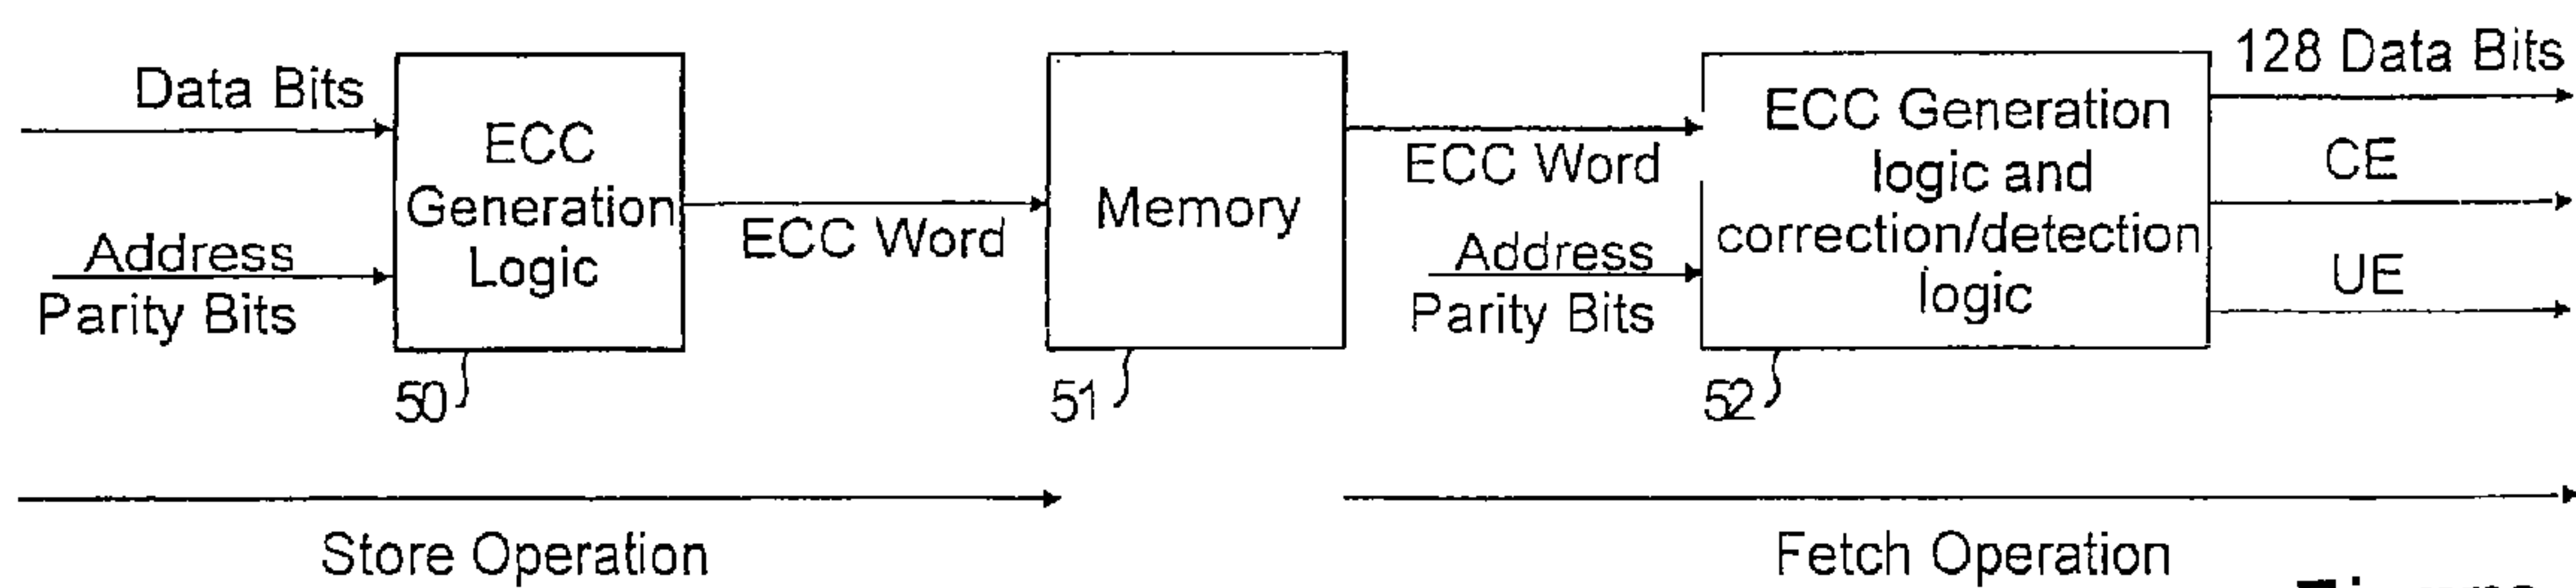 Data Bits
Address
Parity Bits
ECC
Generation
Logic
50
ECC Word
Memory
51
ECC Word
Address
Parity Bits
ECC Generation
logic and
correction/detection
logic
52
128 Data Bits
CE
UE
Store Operation
Fetch Operation